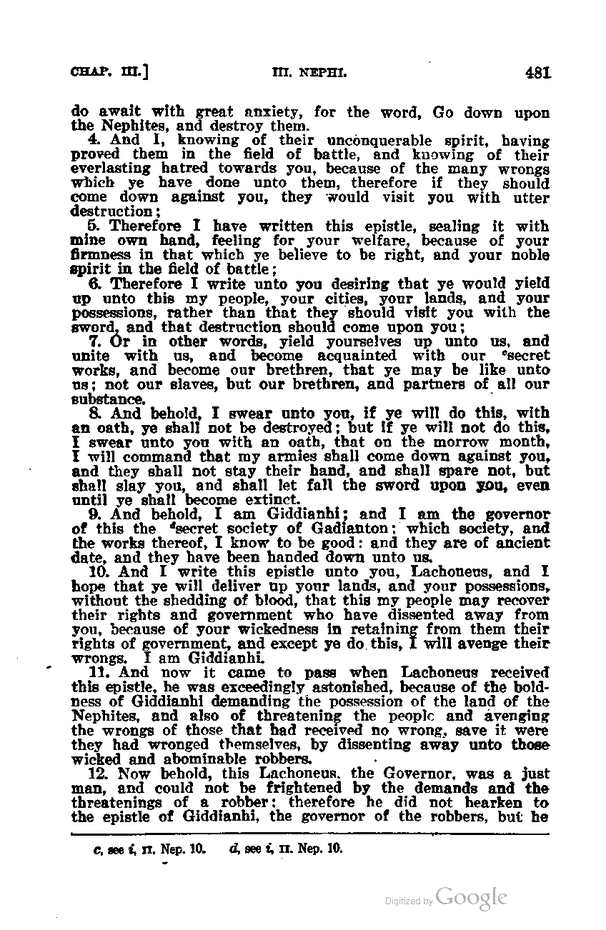 CHAP. III.] III. NEPHI. 481
do await with great anxiety, for the word, Go down upon
the Nephites, and destroy them.
4. And I, knowing of their unconquerable spirit, having
proved them in the field of battle, and knowing of their
everlasting hatred towards you, because of the many wrongs
which ye have done unto them, therefore if they should
come down against you, they would visit you with utter
destruction;
5. Therefore I have written this epistle, sealing it with
mine own hand, feeling for your welfare, because of your
firmness in that which ye believe to be right, and your noble
spirit in the field of battle;
6. Therefore I write unto you desiring that ye would yield
up unto this my people, your cities, your lands, and your
possessions, rather than that they should visit you with the
sword, and that destruction should come upon you;
7. Or in other words, yield yourselves up unto us, and
unite with us, and become acquainted with our ᶜsecret
works, and become our brethren, that ye may be like unto
us; not our slaves, but our brethren, and partners of all our
substance.
8. And behold, I swear unto you, if ye will do this, with
an oath, ye shall not be destroyed; but if ye will not do this,
I swear unto you with an oath, that on the morrow month,
I will command that my armies shall come down against you,
and they shall not stay their hand, and shall spare not, but
shall slay you, and shall let fall the sword upon you, even
until ye shall become extinct.
9. And behold, I am Giddianhi; and I am the governor
of this the ᵈsecret society of Gadianton; which society, and
the works thereof, I know to be good; and they are of ancient
date, and they have been handed down unto us.
10. And I write this epistle unto you, Lachoneus, and I
hope that ye will deliver up your lands, and your possessions,
without the shedding of blood, that this my people may recover
their rights and government who have dissented away from
you, because of your wickedness in retaining from them their
rights of government, and except ye do this, I will avenge their
wrongs. I am Giddianhi.
11. And now it came to pass when Lachoneus received
this epistle, he was exceedingly astonished, because of the bold-
ness of Giddianhi demanding the possession of the land of the
Nephites, and also of threatening the people and avenging
the wrongs of those that had received no wrong, save it were
they had wronged themselves, by dissenting away unto those
wicked and abominable robbers.
12. Now behold, this Lachoneus, the Governor, was a just
man, and could not be frightened by the demands and the
threatenings of a robber; therefore he did not hearken to
the epistle of Giddianhi, the governor of the robbers, but he
c, see i, II. Nep. 10. d, see i, II. Nep. 10.
Digitized by Google